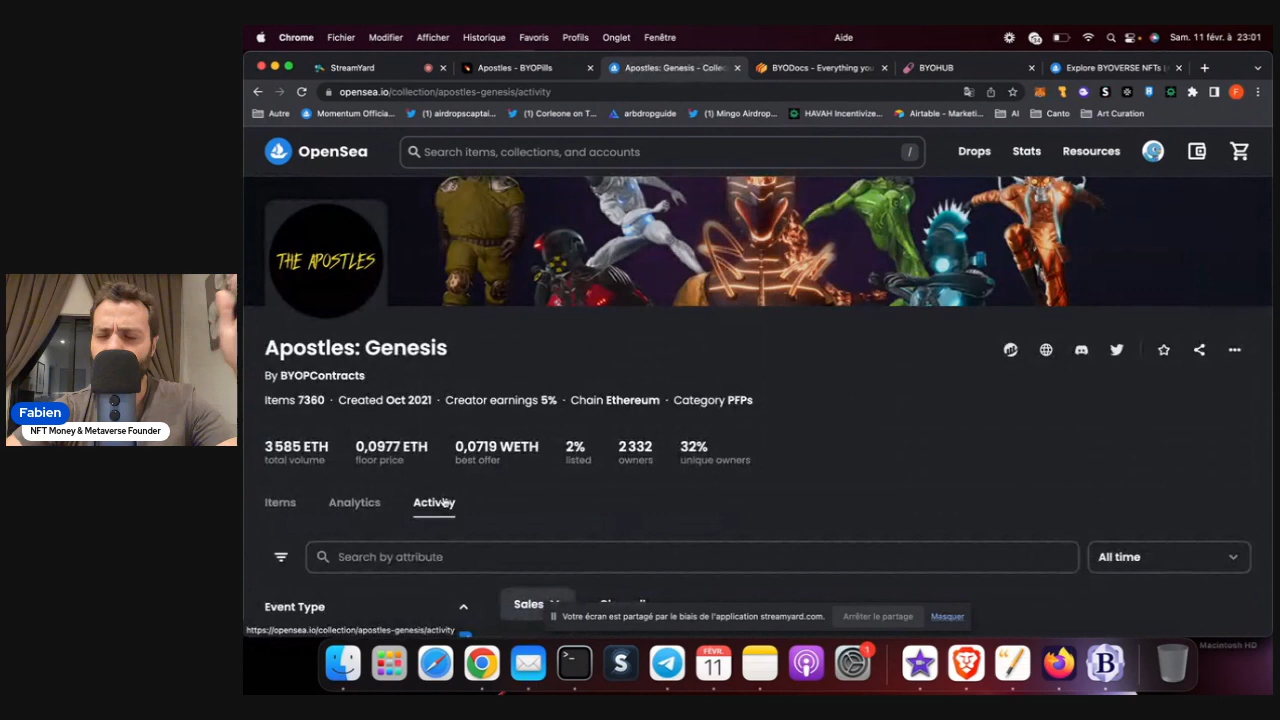 Chrome Fichier Modifier Afficher Historique Favoris Profils Onglet Fenêtre Aide Sam. 11 févr. à 23:01
StreamYard
Apostles - BYOPills
Apostles: Genesis - Collec
BYODocs - Everything you
BYOHUB
Explore BYOVERSE NFTs
opensea.io/collection/apostles-genesis/activity
Autre
Momentum Officia...
(1) airdropscaptai...
(1) Corleone on T...
arbdropguide
(1) Mingo Airdrop...
HAVAH Incentivize...
Airtable - Marketi...
AI
Canto
Art Curation
OpenSea
Search items, collections, and accounts
/
Drops Stats Resources
THE APOSTLES
Apostles: Genesis
By BYOPContracts
Items 7360 · Created Oct 2021 · Creator earnings 5% · Chain Ethereum · Category PFPs
3 585 ETH 0,0977 ETH 0,0719 WETH 2% 2 332 32%
total volume floor price best offer listed owners unique owners
Items Analytics Activity
Search by attribute
All time
Event Type
Sales
Votre écran est partagé par le biais de l'application streamyard.com.
Arrêter le partage
Masquer
https://opensea.io/collection/apostles-genesis/activity
Macintosh HD
FÉVR.
11
1
S
B
Fabien
NFT Money & Metaverse Founder